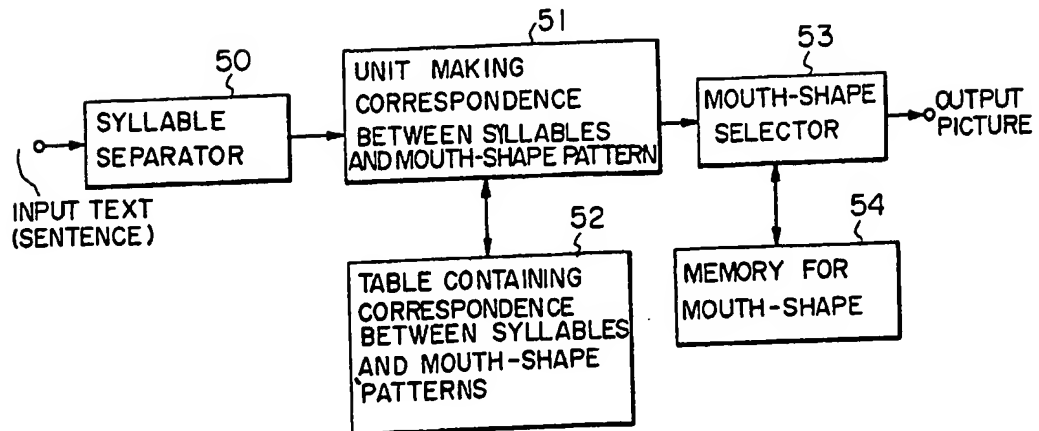 50
SYLLABLE
SEPARATOR
51
UNIT MAKING
CORRESPONDENCE
BETWEEN SYLLABLES
AND MOUTH-SHAPE PATTERN
53
MOUTH-SHAPE
SELECTOR
OUTPUT
PICTURE
INPUT TEXT
(SENTENCE)
52
TABLE CONTAINING
CORRESPONDENCE
BETWEEN SYLLABLES
AND MOUTH-SHAPE
PATTERNS
54
MEMORY FOR
MOUTH-SHAPE